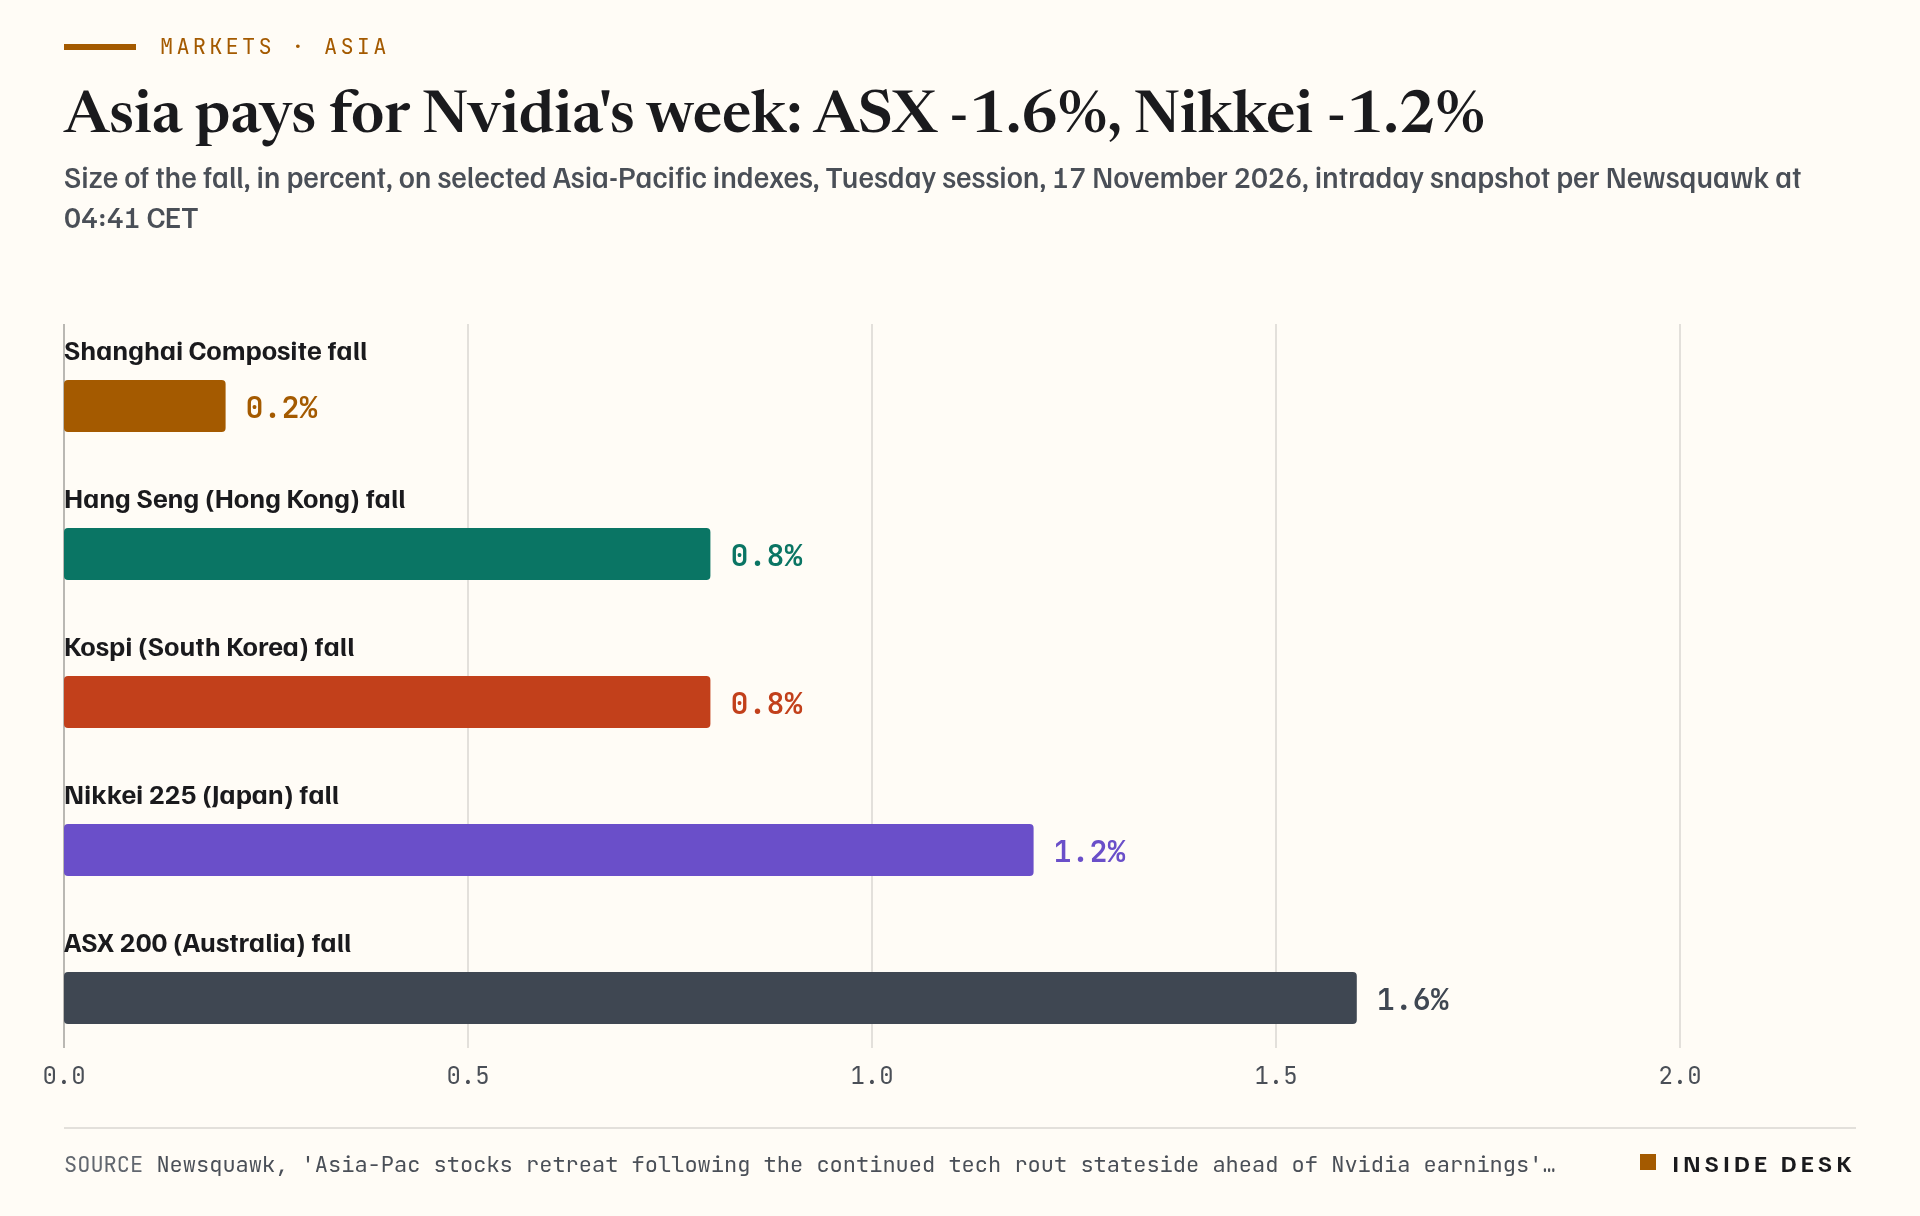 MARKETS · ASIA
Asia pays for Nvidia's week: ASX -1.6%, Nikkei -1.2%
Size of the fall, in percent, on selected Asia-Pacific indexes, Tuesday session, 17 November 2026, intraday snapshot per Newsquawk at
04:41 CET
Shanghai Composite fall
0.2%
Hang Seng (Hong Kong) fall
0.8%
Kospi (South Korea) fall
0.8%
Nikkei 225 (Japan) fall
1.2%
ASX 200 (Australia) fall
1.6%
0.0 0.5 1.0 1.5 2.0
SOURCE Newsquawk, 'Asia-Pac stocks retreat following the continued tech rout stateside ahead of Nvidia earnings'…
INSIDE DESK